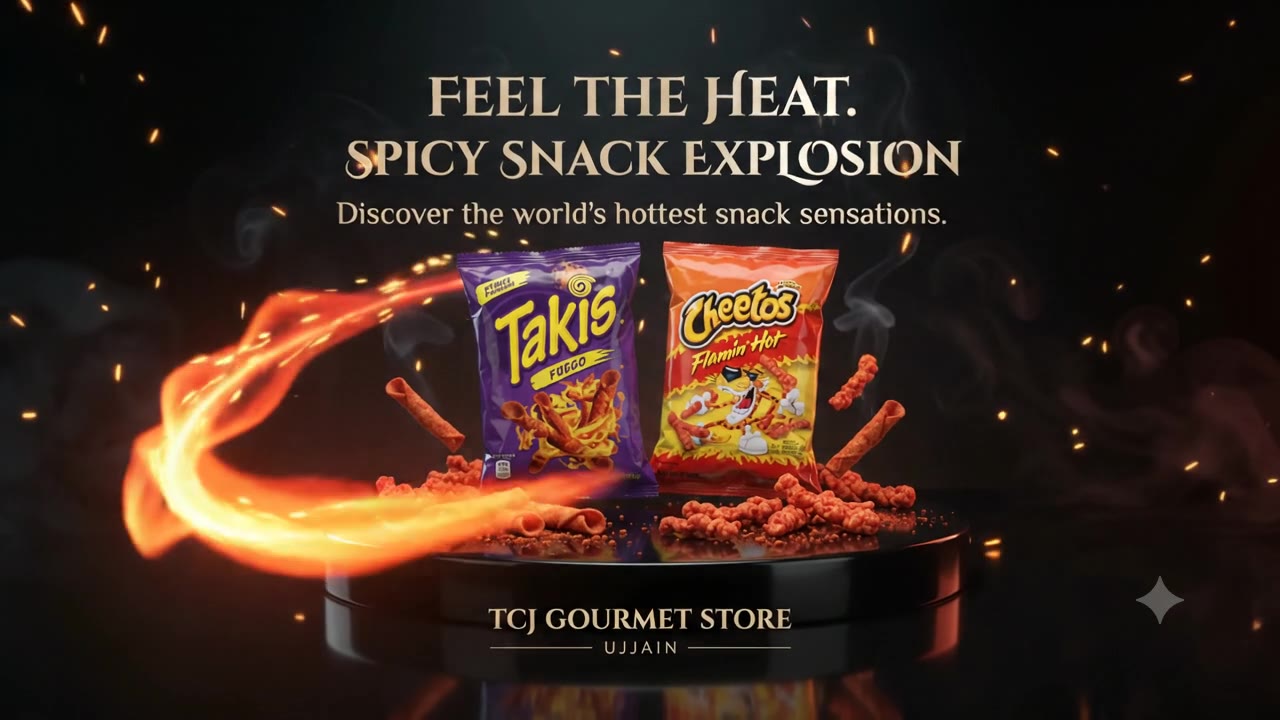 FEEL THE HEAT.
SPICY SNACK EXPLOSION
Discover the world's hottest snack sensations.
Takis
FUEGO
Cheetos
Flamin' Hot
TCJ GOURMET STORE
UJJAIN